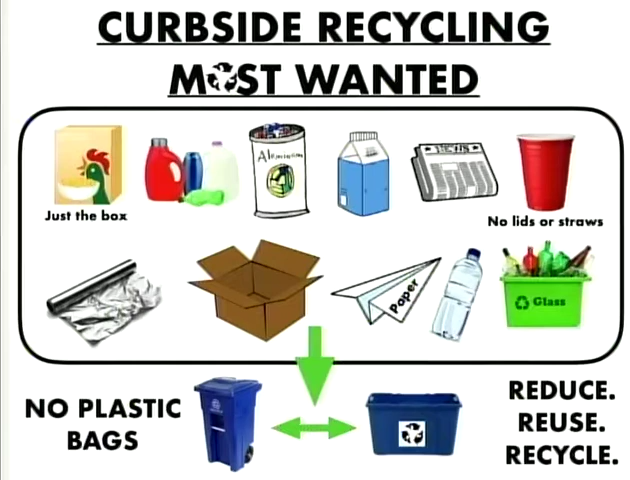 CURBSIDE RECYCLING
MOST WANTED
Aluminum
NEWS
Just the box
No lids or straws
Paper
Glass
NO PLASTIC
BAGS
REDUCE.
REUSE.
RECYCLE.